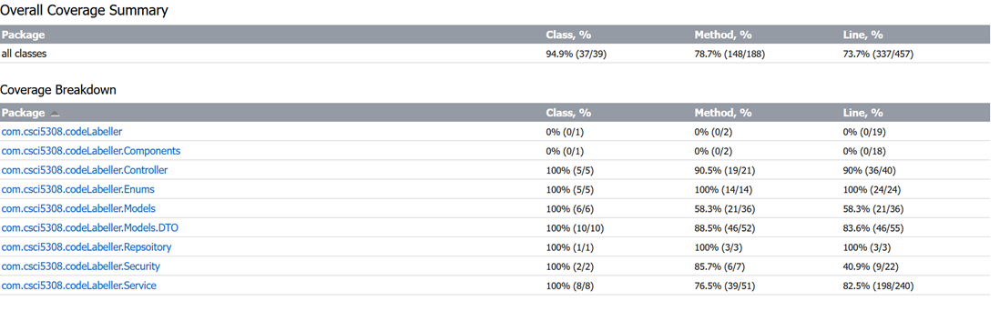 Overall Coverage Summary
Package Class, % Method, % Line, %
all classes 94.9% (37/39) 78.7% (148/188) 73.7% (337/457)
Coverage Breakdown
Package Class, % Method, % Line, %
com.csci5308.codeLabeller 0% (0/1) 0% (0/2) 0% (0/19)
com.csci5308.codeLabeller.Components 0% (0/1) 0% (0/2) 0% (0/18)
com.csci5308.codeLabeller.Controller 100% (5/5) 90.5% (19/21) 90% (36/40)
com.csci5308.codeLabeller.Enums 100% (5/5) 100% (14/14) 100% (24/24)
com.csci5308.codeLabeller.Models 100% (6/6) 58.3% (21/36) 58.3% (21/36)
com.csci5308.codeLabeller.Models.DTO 100% (10/10) 88.5% (46/52) 83.6% (46/55)
com.csci5308.codeLabeller.Repsoitory 100% (1/1) 100% (3/3) 100% (3/3)
com.csci5308.codeLabeller.Security 100% (2/2) 85.7% (6/7) 40.9% (9/22)
com.csci5308.codeLabeller.Service 100% (8/8) 76.5% (39/51) 82.5% (198/240)